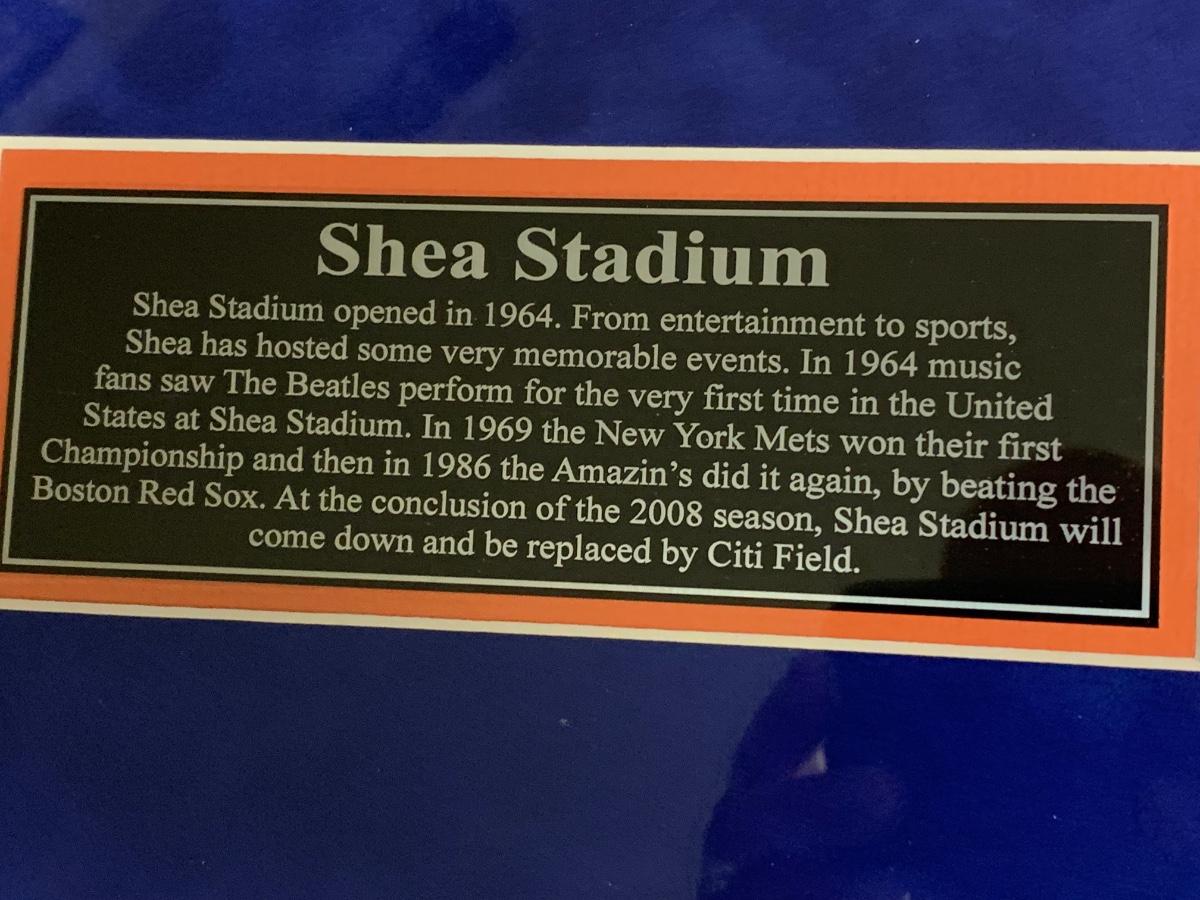 Shea Stadium
Shea Stadium opened in 1964. From entertainment to sports,
Shea has hosted some very memorable events. In 1964 music
fans saw The Beatles perform for the very first time in the United
States at Shea Stadium. In 1969 the New York Mets won their first
Championship and then in 1986 the Amazin's did it again, by beating the
Boston Red Sox. At the conclusion of the 2008 season, Shea Stadium will
come down and be replaced by Citi Field.